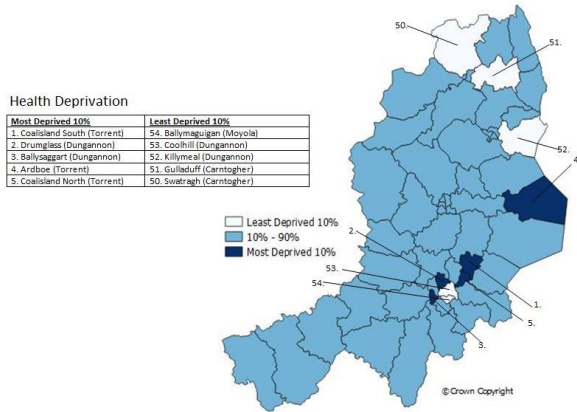 50.
51.
Health Deprivation
Most Deprived 10% Least Deprived 10%
1. Coalisland South (Torrent) 54. Ballymaguigan (Moyola)
2. Drumglass (Dungannon) 53. Coolhill (Dungannon)
3. Ballysaggart (Dungannon) 52. Killymeal (Dungannon)
4. Ardboe (Torrent) 51. Gulladuff (Carntogher)
5. Coalisland North (Torrent) 50. Swatragh (Carntogher)
52.
4
Least Deprived 10%
10% - 90%
Most Deprived 10%
2.
53.
54.
1.
5.
3.
©Crown Copyright